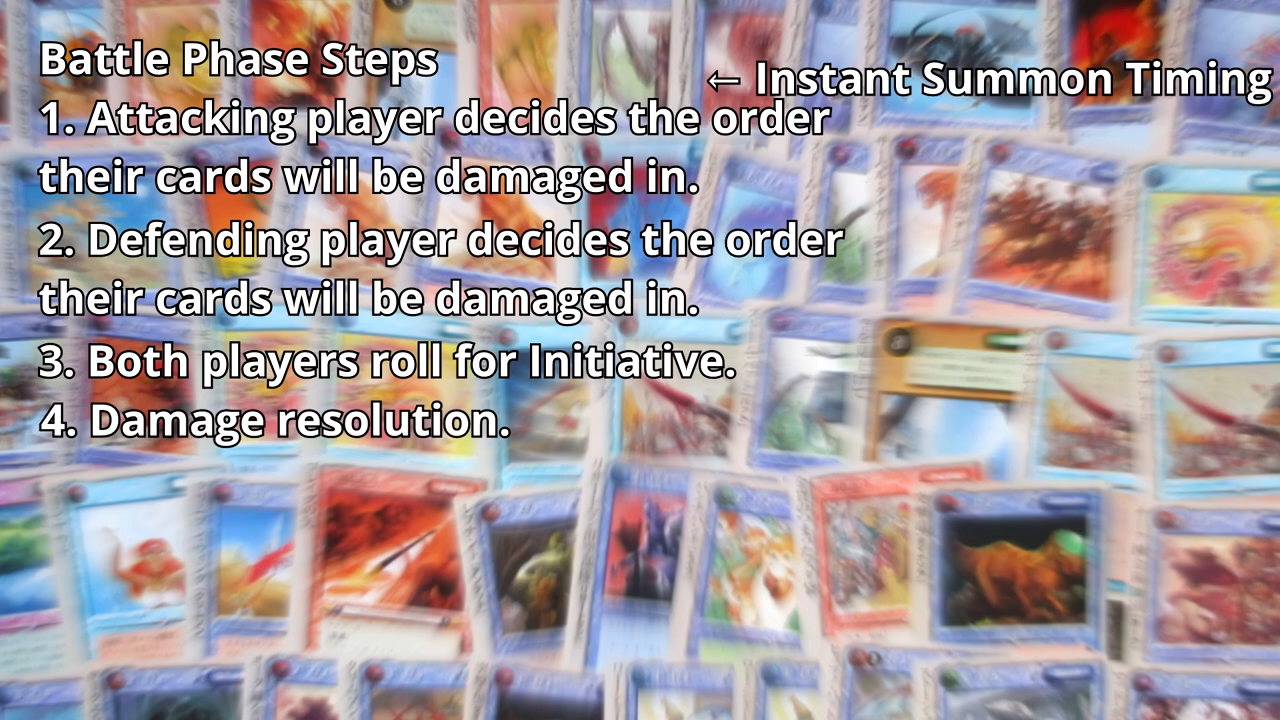 Battle Phase Steps
← Instant Summon Timing
1. Attacking player decides the order
their cards will be damaged in.
2. Defending player decides the order
their cards will be damaged in.
3. Both players roll for Initiative.
4. Damage resolution.